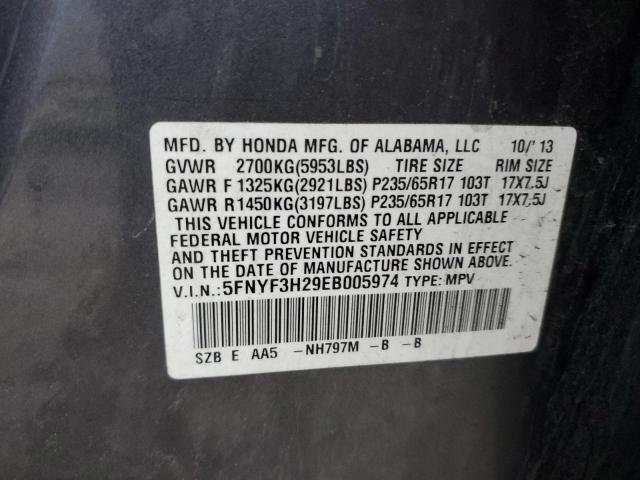 MFD. BY HONDA MFG. OF ALABAMA, LLC 10/'13
GVWR 2700KG(5953LBS) TIRE SIZE RIM SIZE
GAWR F 1325KG(2921LBS) P235/65R17 103T 17X7.5J
GAWR R1450KG(3197LBS) P235/65R17 103T 17X7.5J
THIS VEHICLE CONFORMS TO ALL APPLICABLE
FEDERAL MOTOR VEHICLE SAFETY
AND THEFT PREVENTION STANDARDS IN EFFECT
ON THE DATE OF MANUFACTURE SHOWN ABOVE.
V.I.N.:5FNYF3H29EB005974 TYPE: MPV
SZB E AA5 -NH797M -B -B